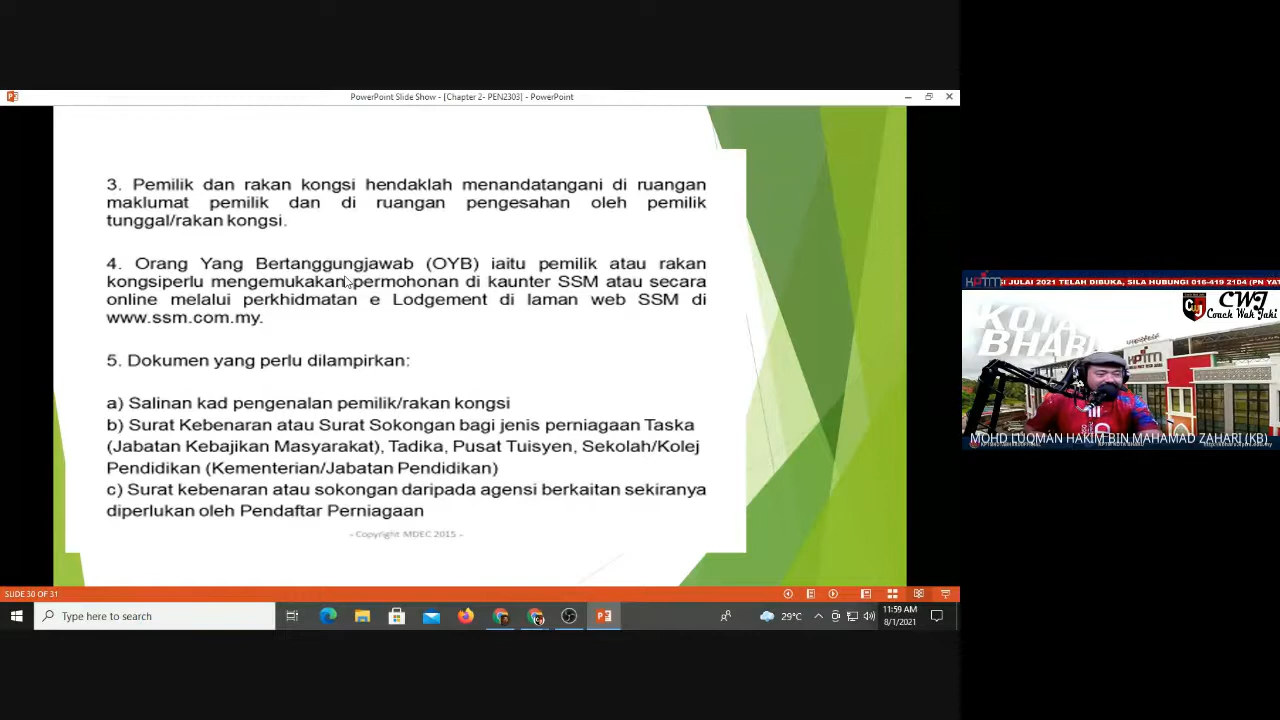 PowerPoint Slide Show - [Chapter 2- PEN2303] - PowerPoint
3. Pemilik dan rakan kongsi hendaklah menandatangani di ruangan
maklumat pemilik dan di ruangan pengesahan oleh pemilik
tunggal/rakan kongsi.
4. Orang Yang Bertanggungjawab (OYB) iaitu pemilik atau rakan
kongsiperlu mengemukakan permohonan di kaunter SSM atau secara
online melalui perkhidmatan e Lodgement di laman web SSM di
www.ssm.com.my.
5. Dokumen yang perlu dilampirkan:
a) Salinan kad pengenalan pemilik/rakan kongsi
b) Surat Kebenaran atau Surat Sokongan bagi jenis perniagaan Taska
(Jabatan Kebajikan Masyarakat), Tadika, Pusat Tuisyen, Sekolah/Kolej
Pendidikan (Kementerian/Jabatan Pendidikan)
c) Surat kebenaran atau sokongan daripada agensi berkaitan sekiranya
diperlukan oleh Pendaftar Perniagaan
- Copyright MDEC 2015 -
SLIDE 30 OF 31
Type here to search
29°C
11:59 AM
8/1/2021
SI JULAI 2021 TELAH DIBUKA, SILA HUBUNGI 016-419 2104 (PN YAT
CWJ
Coach Wak Jaki
KOTA
BHAR
KPTM
MOHD LUQMAN HAKIM BIN MAHAMAD ZAHARI (KB)